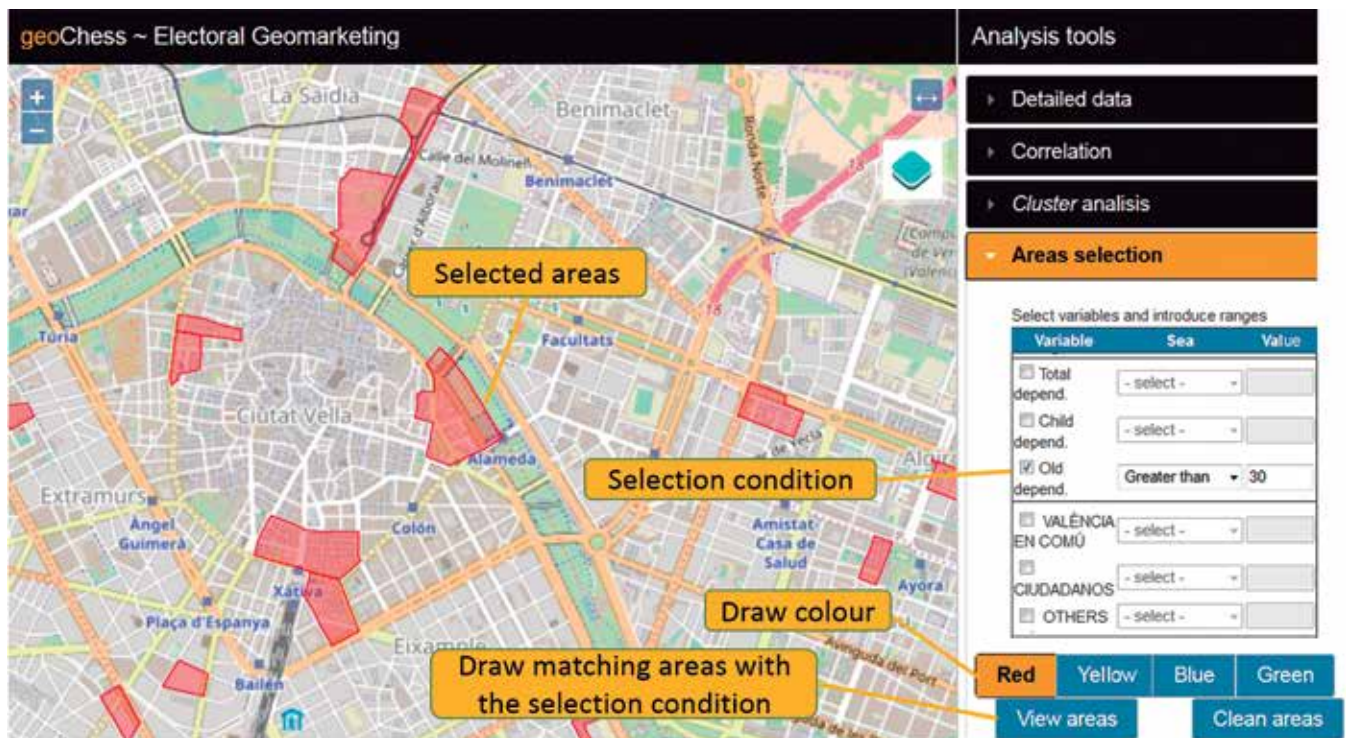 geoChess ~ Electoral Geomarketing
Analysis tools
+
−
La Saïdia
Benimaclet
Calle del Molinell
Benimaclet
Ronda Norte
18
18
Túria
Facultats
Ciutat Vella
Alameda
Extramurs
Àngel
Guimerà
Colón
Xàtiva
Plaça d'Espanya
Eixample
Bailén
Amistat-
Casa de
Salud
Ayora
Avinguda del Port
Selected areas
Selection condition
Draw colour
Draw matching areas with
the selection condition
Detailed data
Correlation
Cluster analisis
Areas selection
Select variables and introduce ranges
Variable Sea Value
Total
depend. - select -
Child
depend. - select -
Old
depend. Greater than 30
VALÈNCIA
EN COMÚ - select -
CIUDADANOS - select -
OTHERS - select -
Red Yellow Blue Green
View areas Clean areas